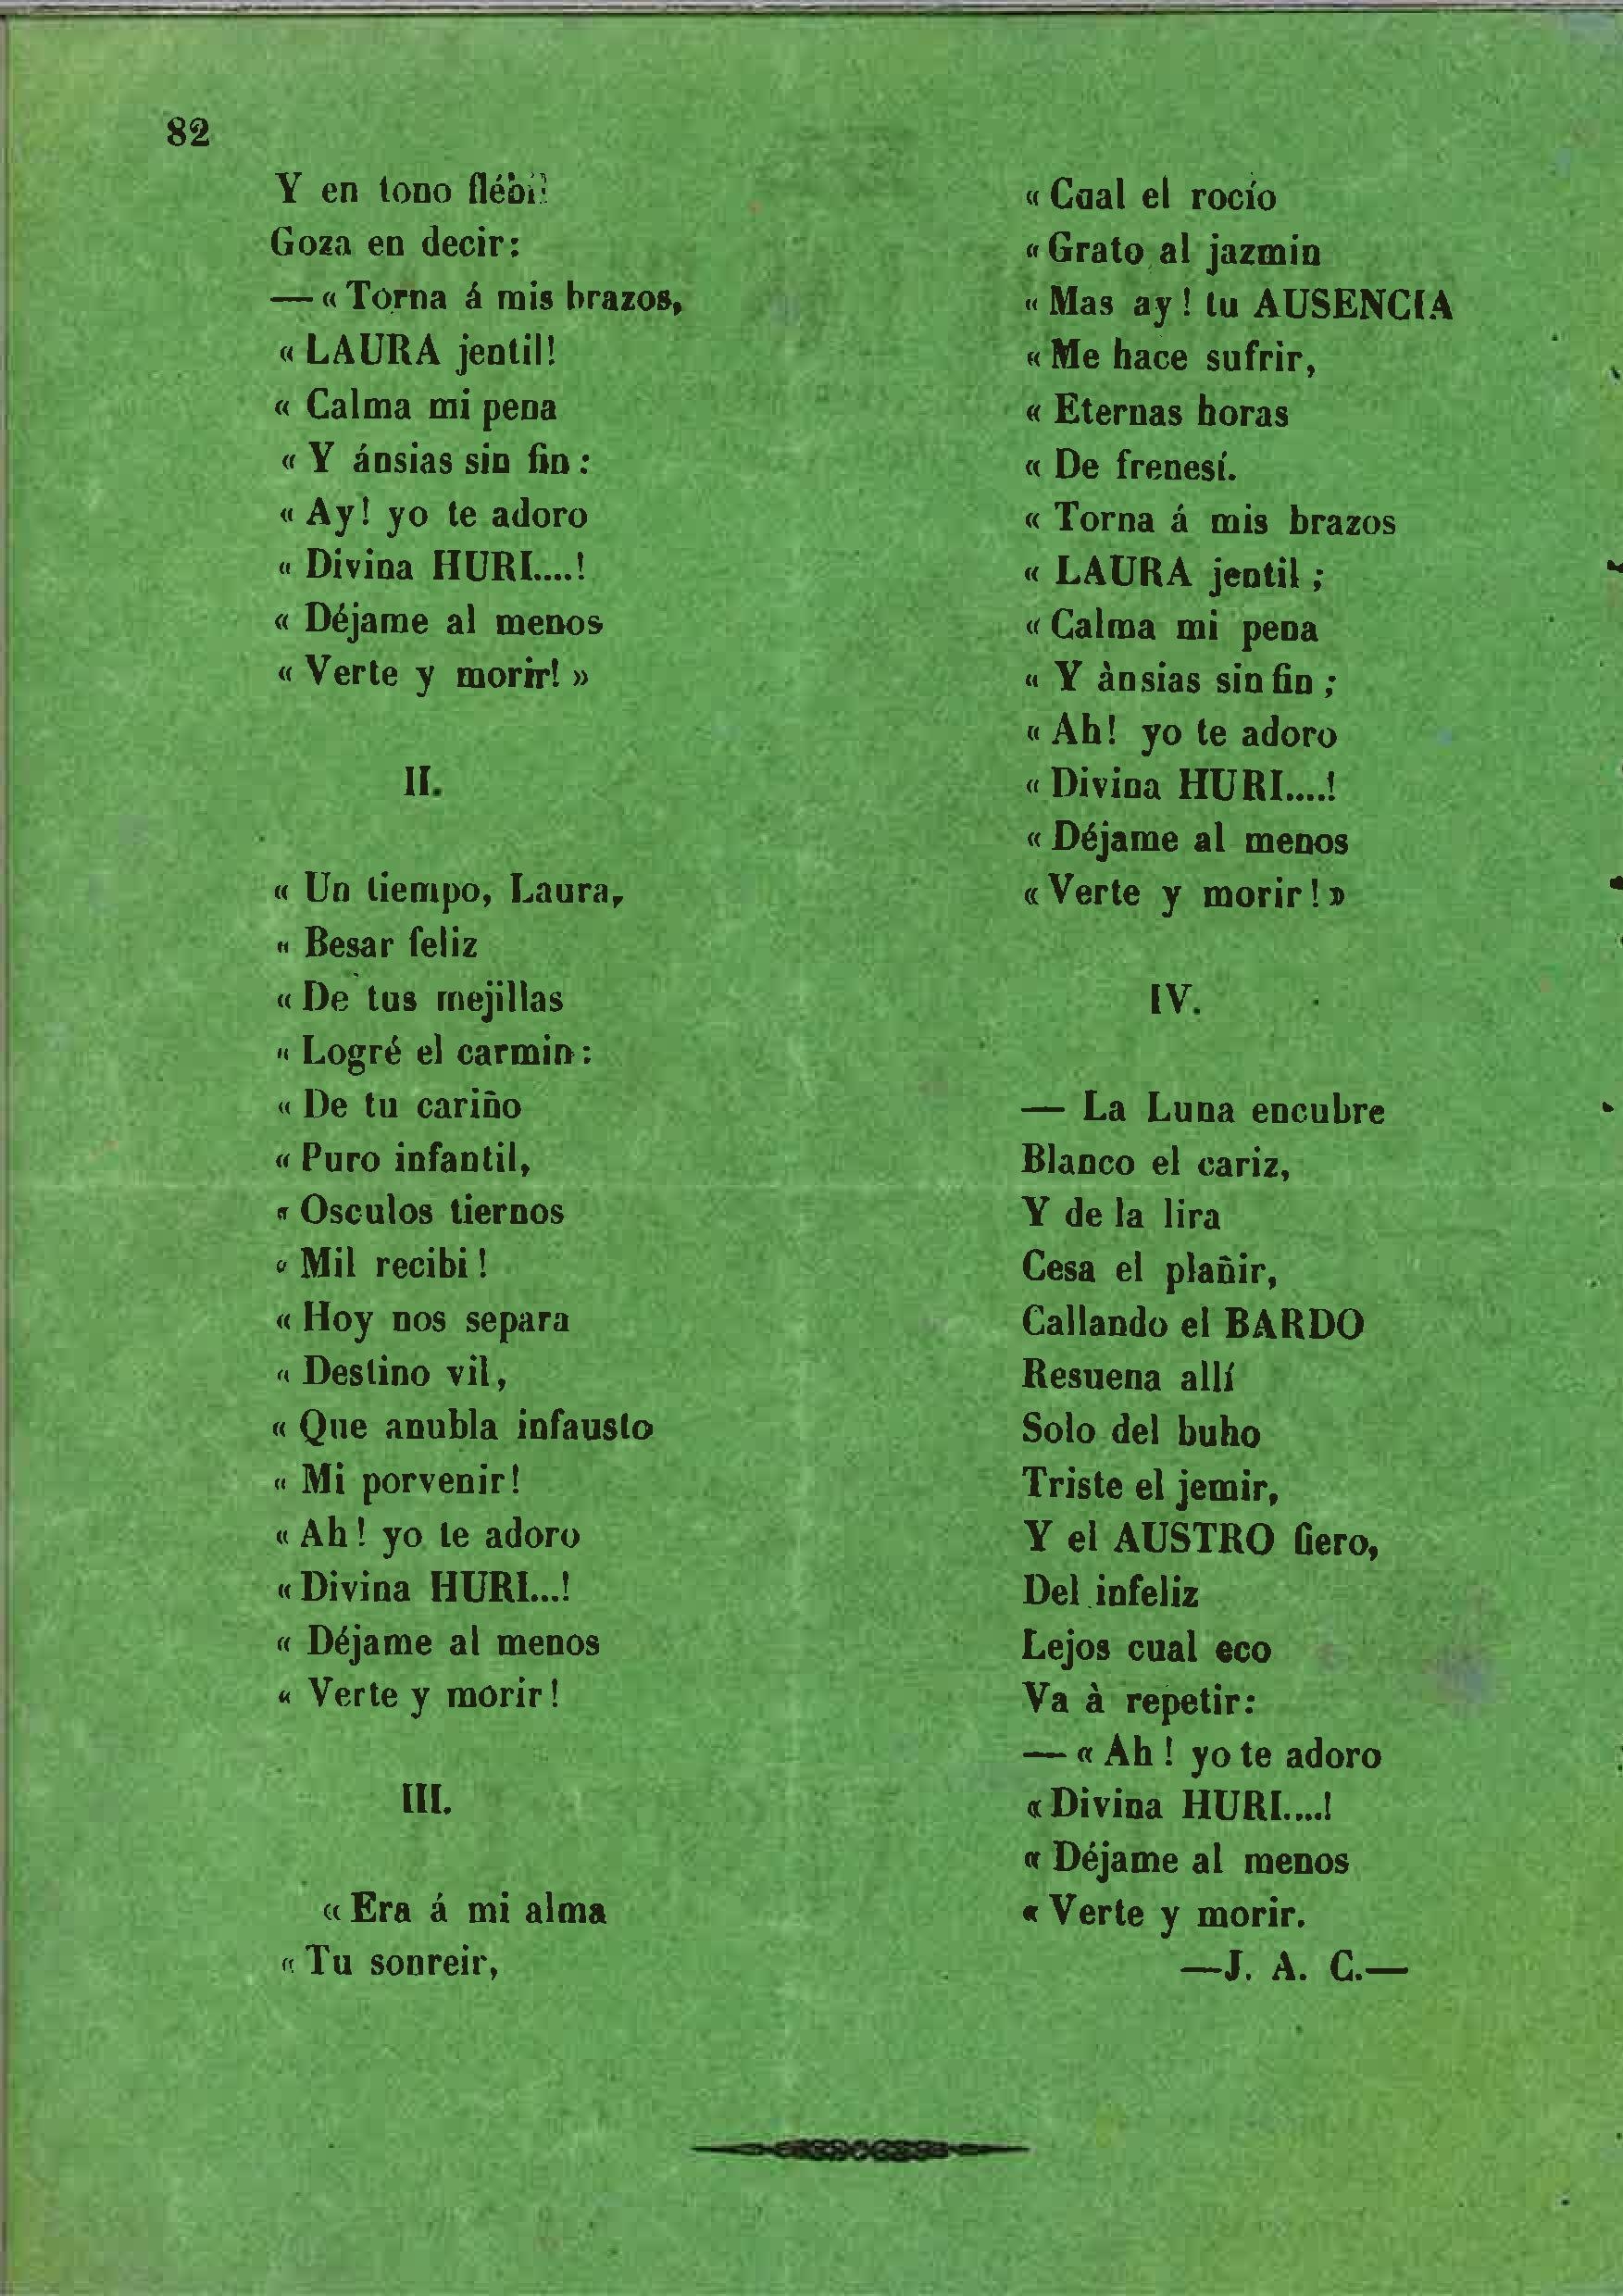 82
Y en tono flébil
Goza en decir:
— « Torna á mis brazos,
« LAURA jentil!
« Calma mi pena
« Y ánsias sin fin :
« Ay! yo te adoro
« Divina HURI....!
« Déjame al menos
« Verte y morir! »
II.
« Un tiempo, Laura,
« Besar feliz
« De tus mejillas
« Logré el carmin:
« De tu cariño
« Puro infantil,
« Osculos tiernos
« Mil recibi !
« Hoy nos separa
« Destino vil,
« Que anubla infausto
« Mi porvenir!
« Ah! yo te adoro
« Divina HURI...!
« Déjame al menos
« Verte y morir!
III.
« Era á mi alma
« Tu sonreir,
« Cual el rocío
« Grato al jazmin
« Mas ay! tu AUSENCIA
« Me hace sufrir,
« Eternas horas
« De frenesí.
« Torna á mis brazos
« LAURA jentil ;
« Calma mi pena
« Y ànsias sin fin ;
« Ah! yo te adoro
« Divina HURI....!
« Déjame al menos
« Verte y morir! »
IV.
— La Luna encubre
Blanco el cariz,
Y de la lira
Cesa el plañir,
Callando el BARDO
Resuena allí
Solo del buho
Triste el jemir,
Y el AUSTRO fiero,
Del infeliz
Lejos cual eco
Va à repetir:
— « Ah ! yo te adoro
« Divina HURI....!
« Déjame al menos
« Verte y morir.
—J. A. C.—